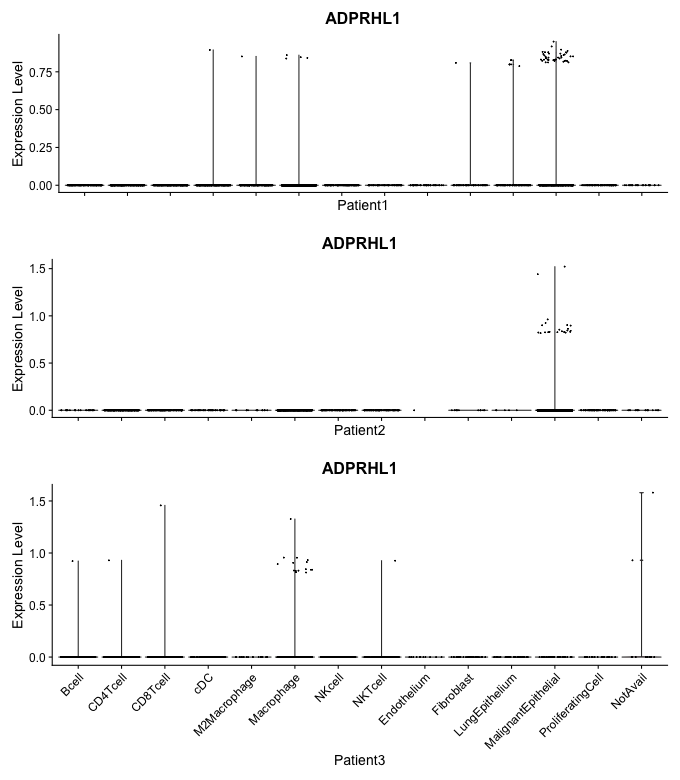 ADPRHL1
Expression Level
0.75
0.50
0.25
0.00
Patient1
ADPRHL1
Expression Level
1.5
1.0
0.5
0.0
Patient2
ADPRHL1
Expression Level
1.5
1.0
0.5
0.0
Bcell
CD4Tcell
CD8Tcell
cDC
M2Macrophage
Macrophage
NKcell
NKTcell
Endothelium
Fibroblast
LungEpithelium
MalignantEpithelial
ProliferatingCell
NotAvail
Patient3